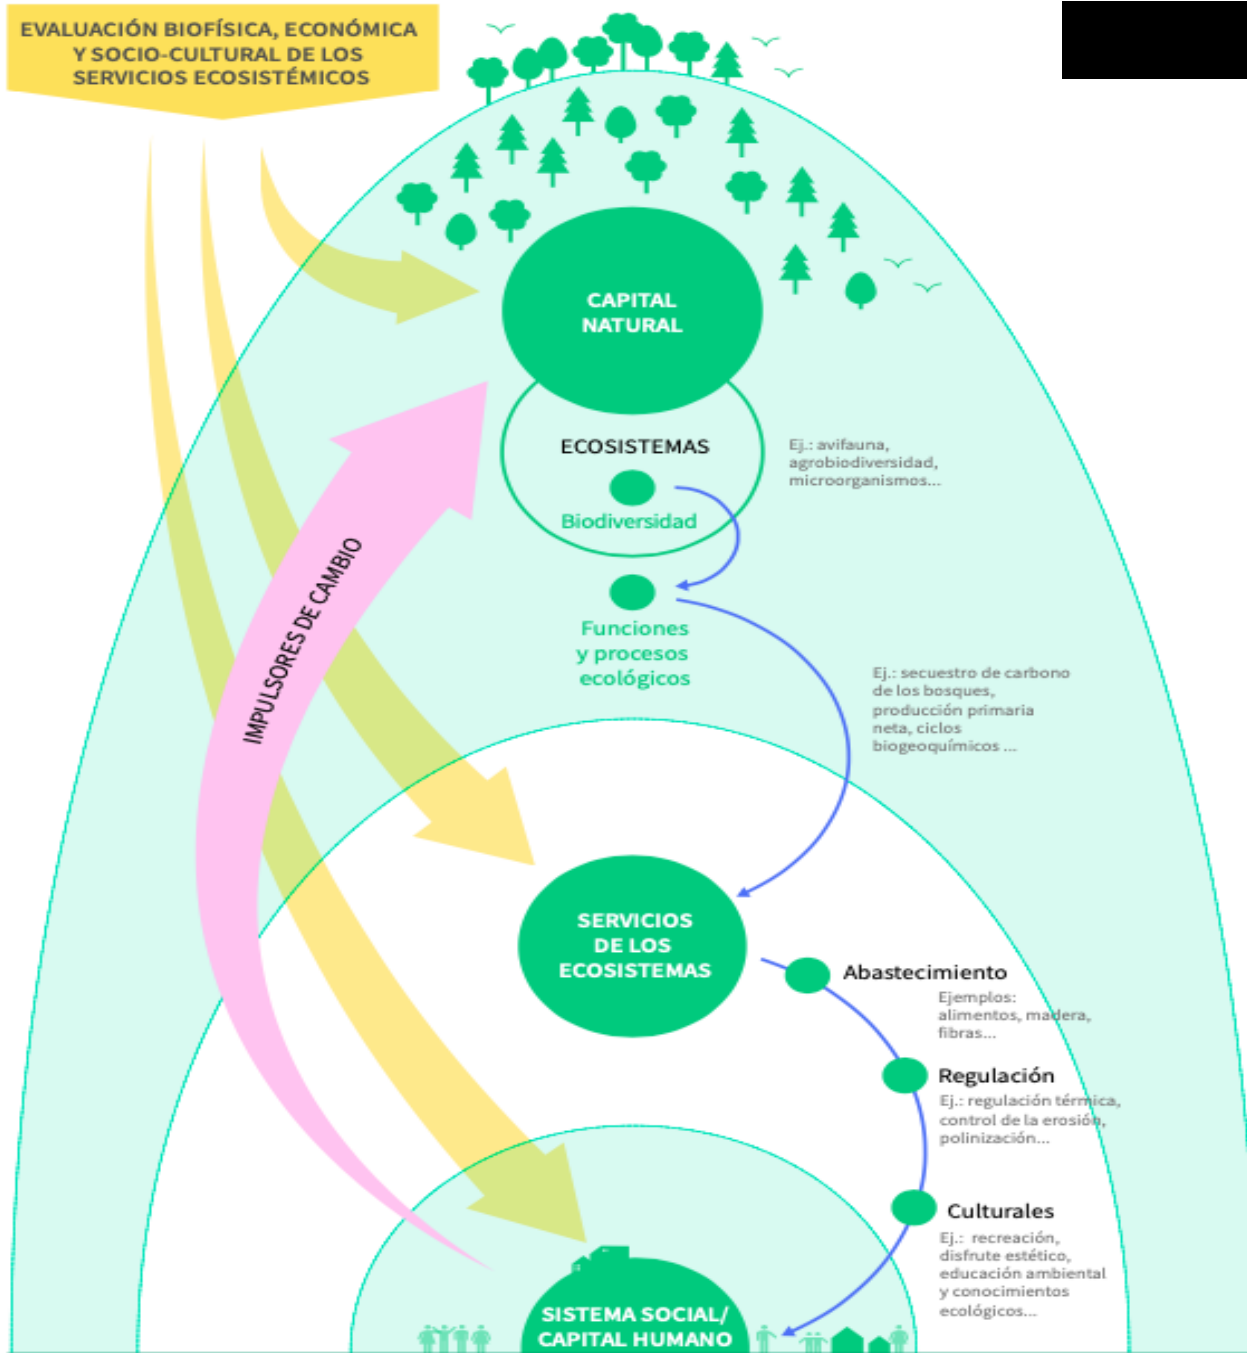 EVALUACIÓN BIOFÍSICA, ECONÓMICA
Y SOCIO-CULTURAL DE LOS
SERVICIOS ECOSISTÉMICOS
CAPITAL
NATURAL
ECOSISTEMAS
Biodiversidad
Ej.: avifauna,
agrobiodiversidad,
microorganismos...
IMPULSORES DE CAMBIO
Funciones
y procesos
ecológicos
Ej.: secuestro de carbono
de los bosques,
producción primaria
neta, ciclos
biogeoquímicos ...
SERVICIOS
DE LOS
ECOSISTEMAS
Abastecimiento
Ejemplos:
alimentos, madera,
fibras...
Regulación
Ej.: regulación térmica,
control de la erosión,
polinización...
Culturales
Ej.: recreación,
disfrute estético,
educación ambiental
y conocimientos
ecológicos...
SISTEMA SOCIAL/
CAPITAL HUMANO